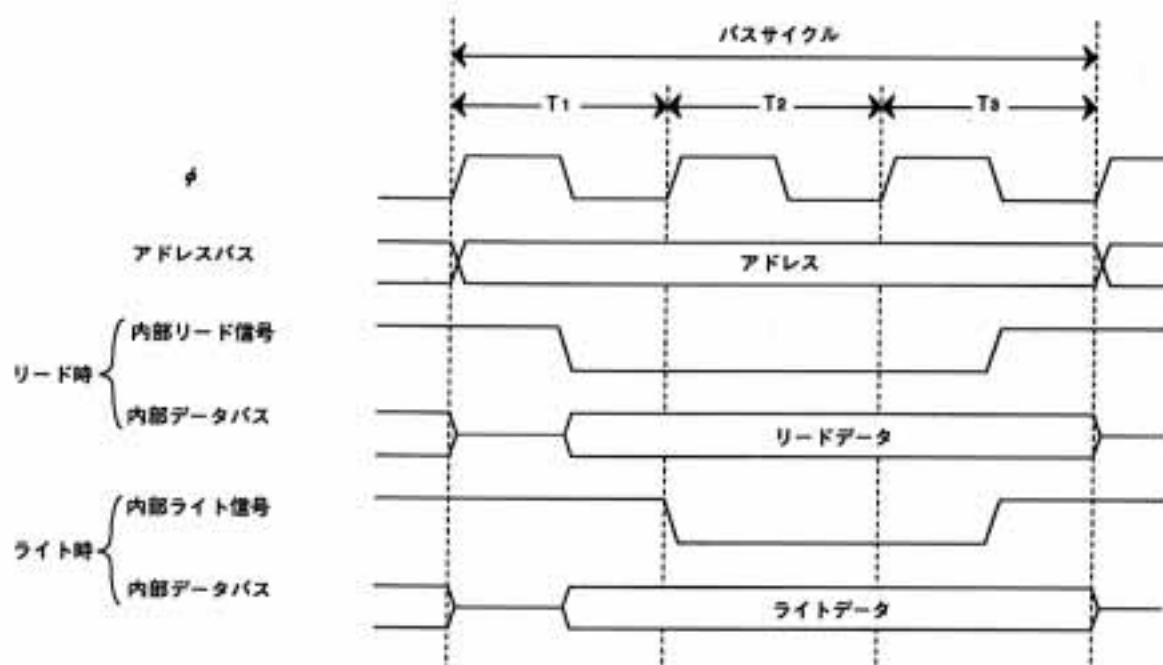 バスサイクル
T1 T2 T3
φ
アドレスバス
アドレス
リード時
内部リード信号
内部データバス
リードデータ
ライト時
内部ライト信号
内部データバス
ライトデータ